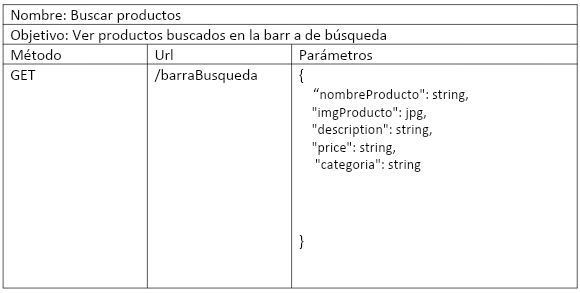 Nombre: Buscar productos
Objetivo: Ver productos buscados en la barr a de búsqueda
Método Url Parámetros
GET /barraBusqueda {
“nombreProducto": string,
"imgProducto": jpg,
"description": string,
"price": string,
"categoria": string
}